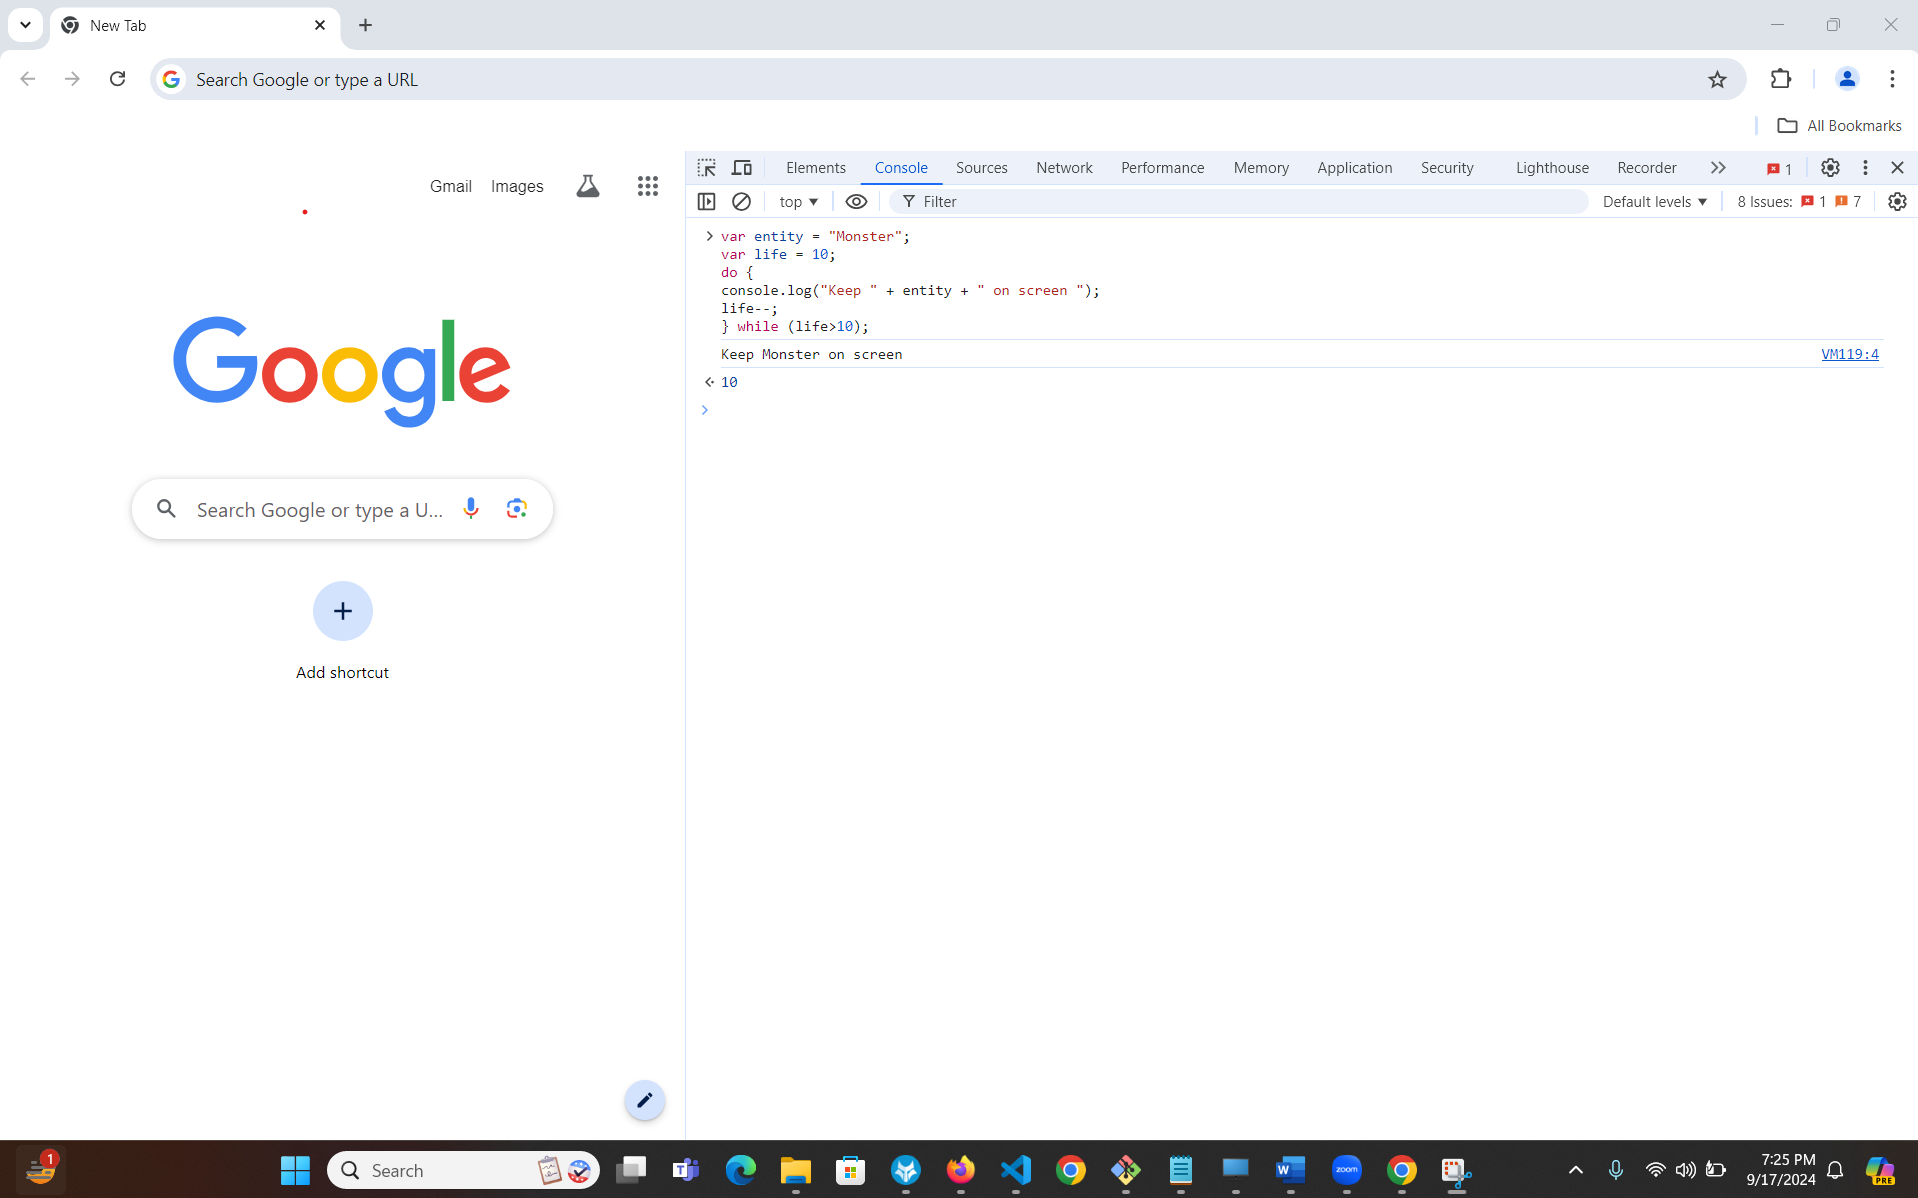 New Tab
Search Google or type a URL
All Bookmarks
Gmail Images
Elements Console Sources Network Performance Memory Application Security Lighthouse Recorder 1
top Filter Default levels 8 Issues: 1 7
var entity = "Monster";
var life = 10;
do {
console.log("Keep " + entity + " on screen ");
life--;
} while (life>10);
Keep Monster on screen VM119:4
10
Google
Search Google or type a U...
Add shortcut
1
Search
zoom
7:25 PM
9/17/2024
PRE